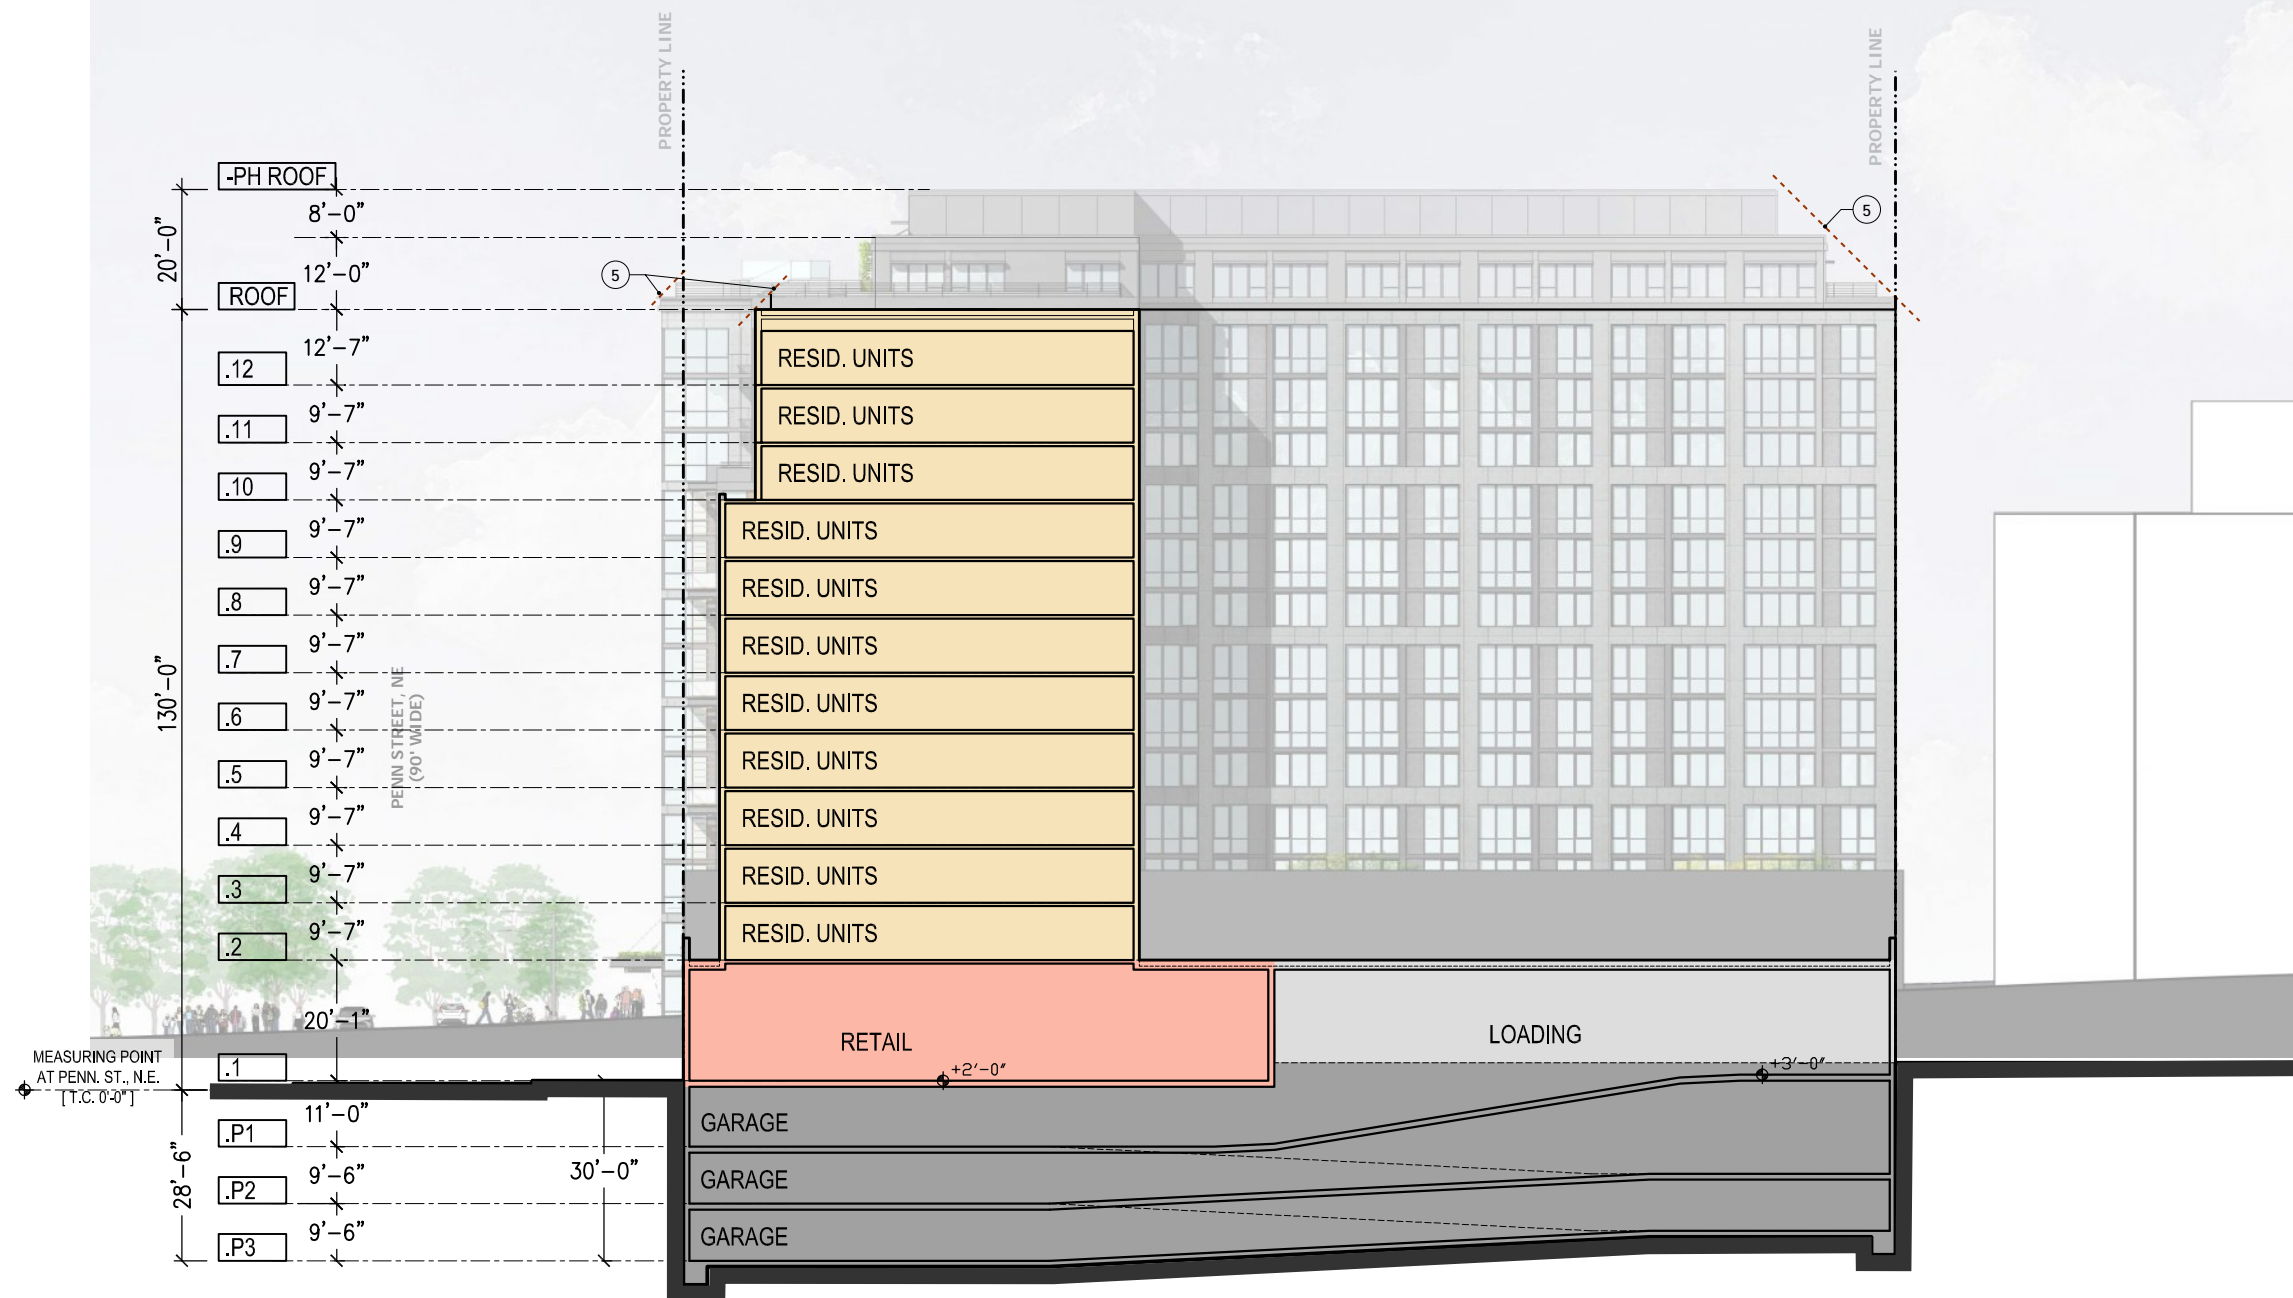 PROPERTY LINE
PROPERTY LINE
-PH ROOF
8'-0"
20'-0"
12'-0"
5
5
ROOF
12'-7"
.12
RESID. UNITS
9'-7"
.11
RESID. UNITS
9'-7"
.10
RESID. UNITS
9'-7"
.9
RESID. UNITS
9'-7"
.8
RESID. UNITS
9'-7"
.7
RESID. UNITS
130'-0"
PENN STREET, NE
(90' WIDE)
9'-7"
.6
RESID. UNITS
9'-7"
.5
RESID. UNITS
9'-7"
.4
RESID. UNITS
9'-7"
.3
RESID. UNITS
9'-7"
.2
RESID. UNITS
20'-1"
RETAIL
LOADING
MEASURING POINT
AT PENN. ST., N.E.
[ T.C. 0'-0" ]
.1
+2'-0"
+3'-0"
11'-0"
.P1
GARAGE
28'-6"
9'-6"
30'-0"
.P2
GARAGE
9'-6"
.P3
GARAGE